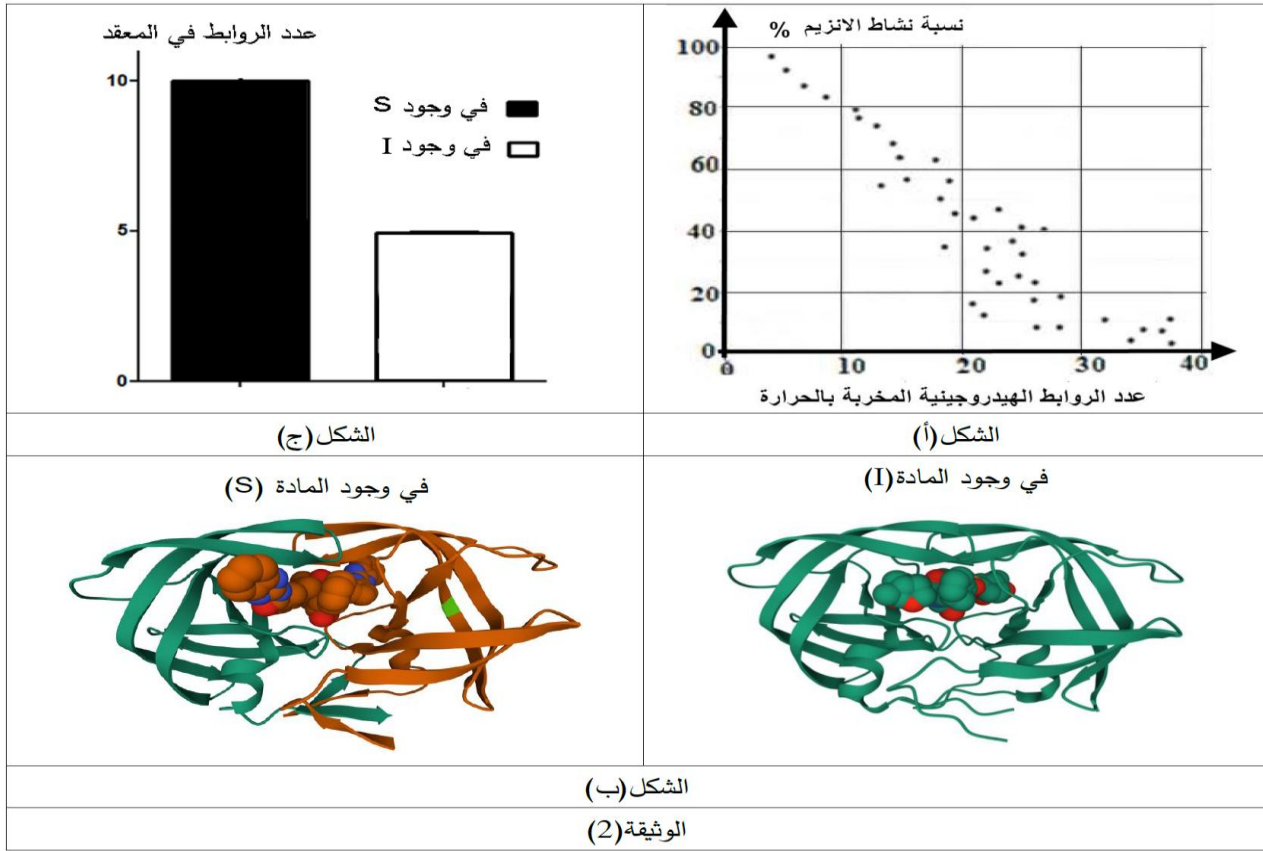 نسبة نشاط الانزيم %
100
80
60
40
20
0
0 10 20 30 40
عدد الروابط الهيدروجينية المخربة بالحرارة
الشكل(أ)
عدد الروابط في المعقد
10
5
0
في وجود S
في وجود I
الشكل(ج)
في وجود المادة(I)
في وجود المادة (S)
الشكل(ب)
الوثيقة(2)